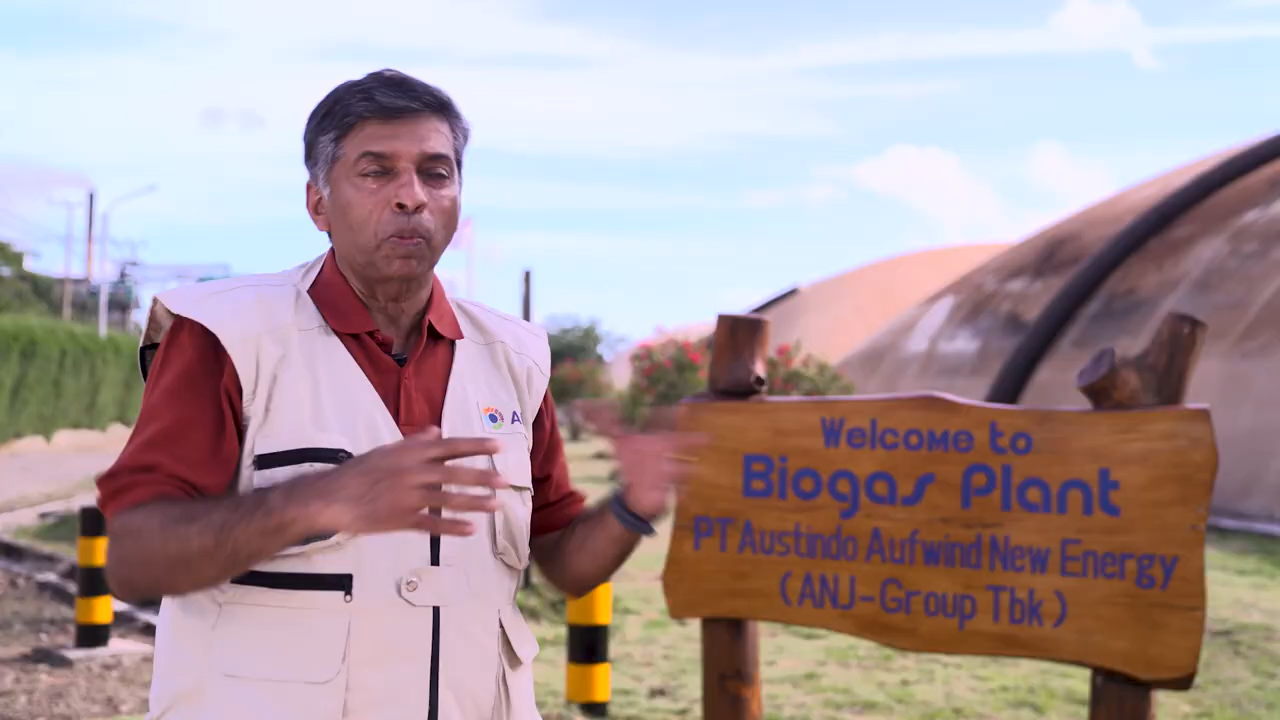 Welcome to
Biogas Plant
PT Austindo Aufwind New Energy
(ANJ-Group Tbk)